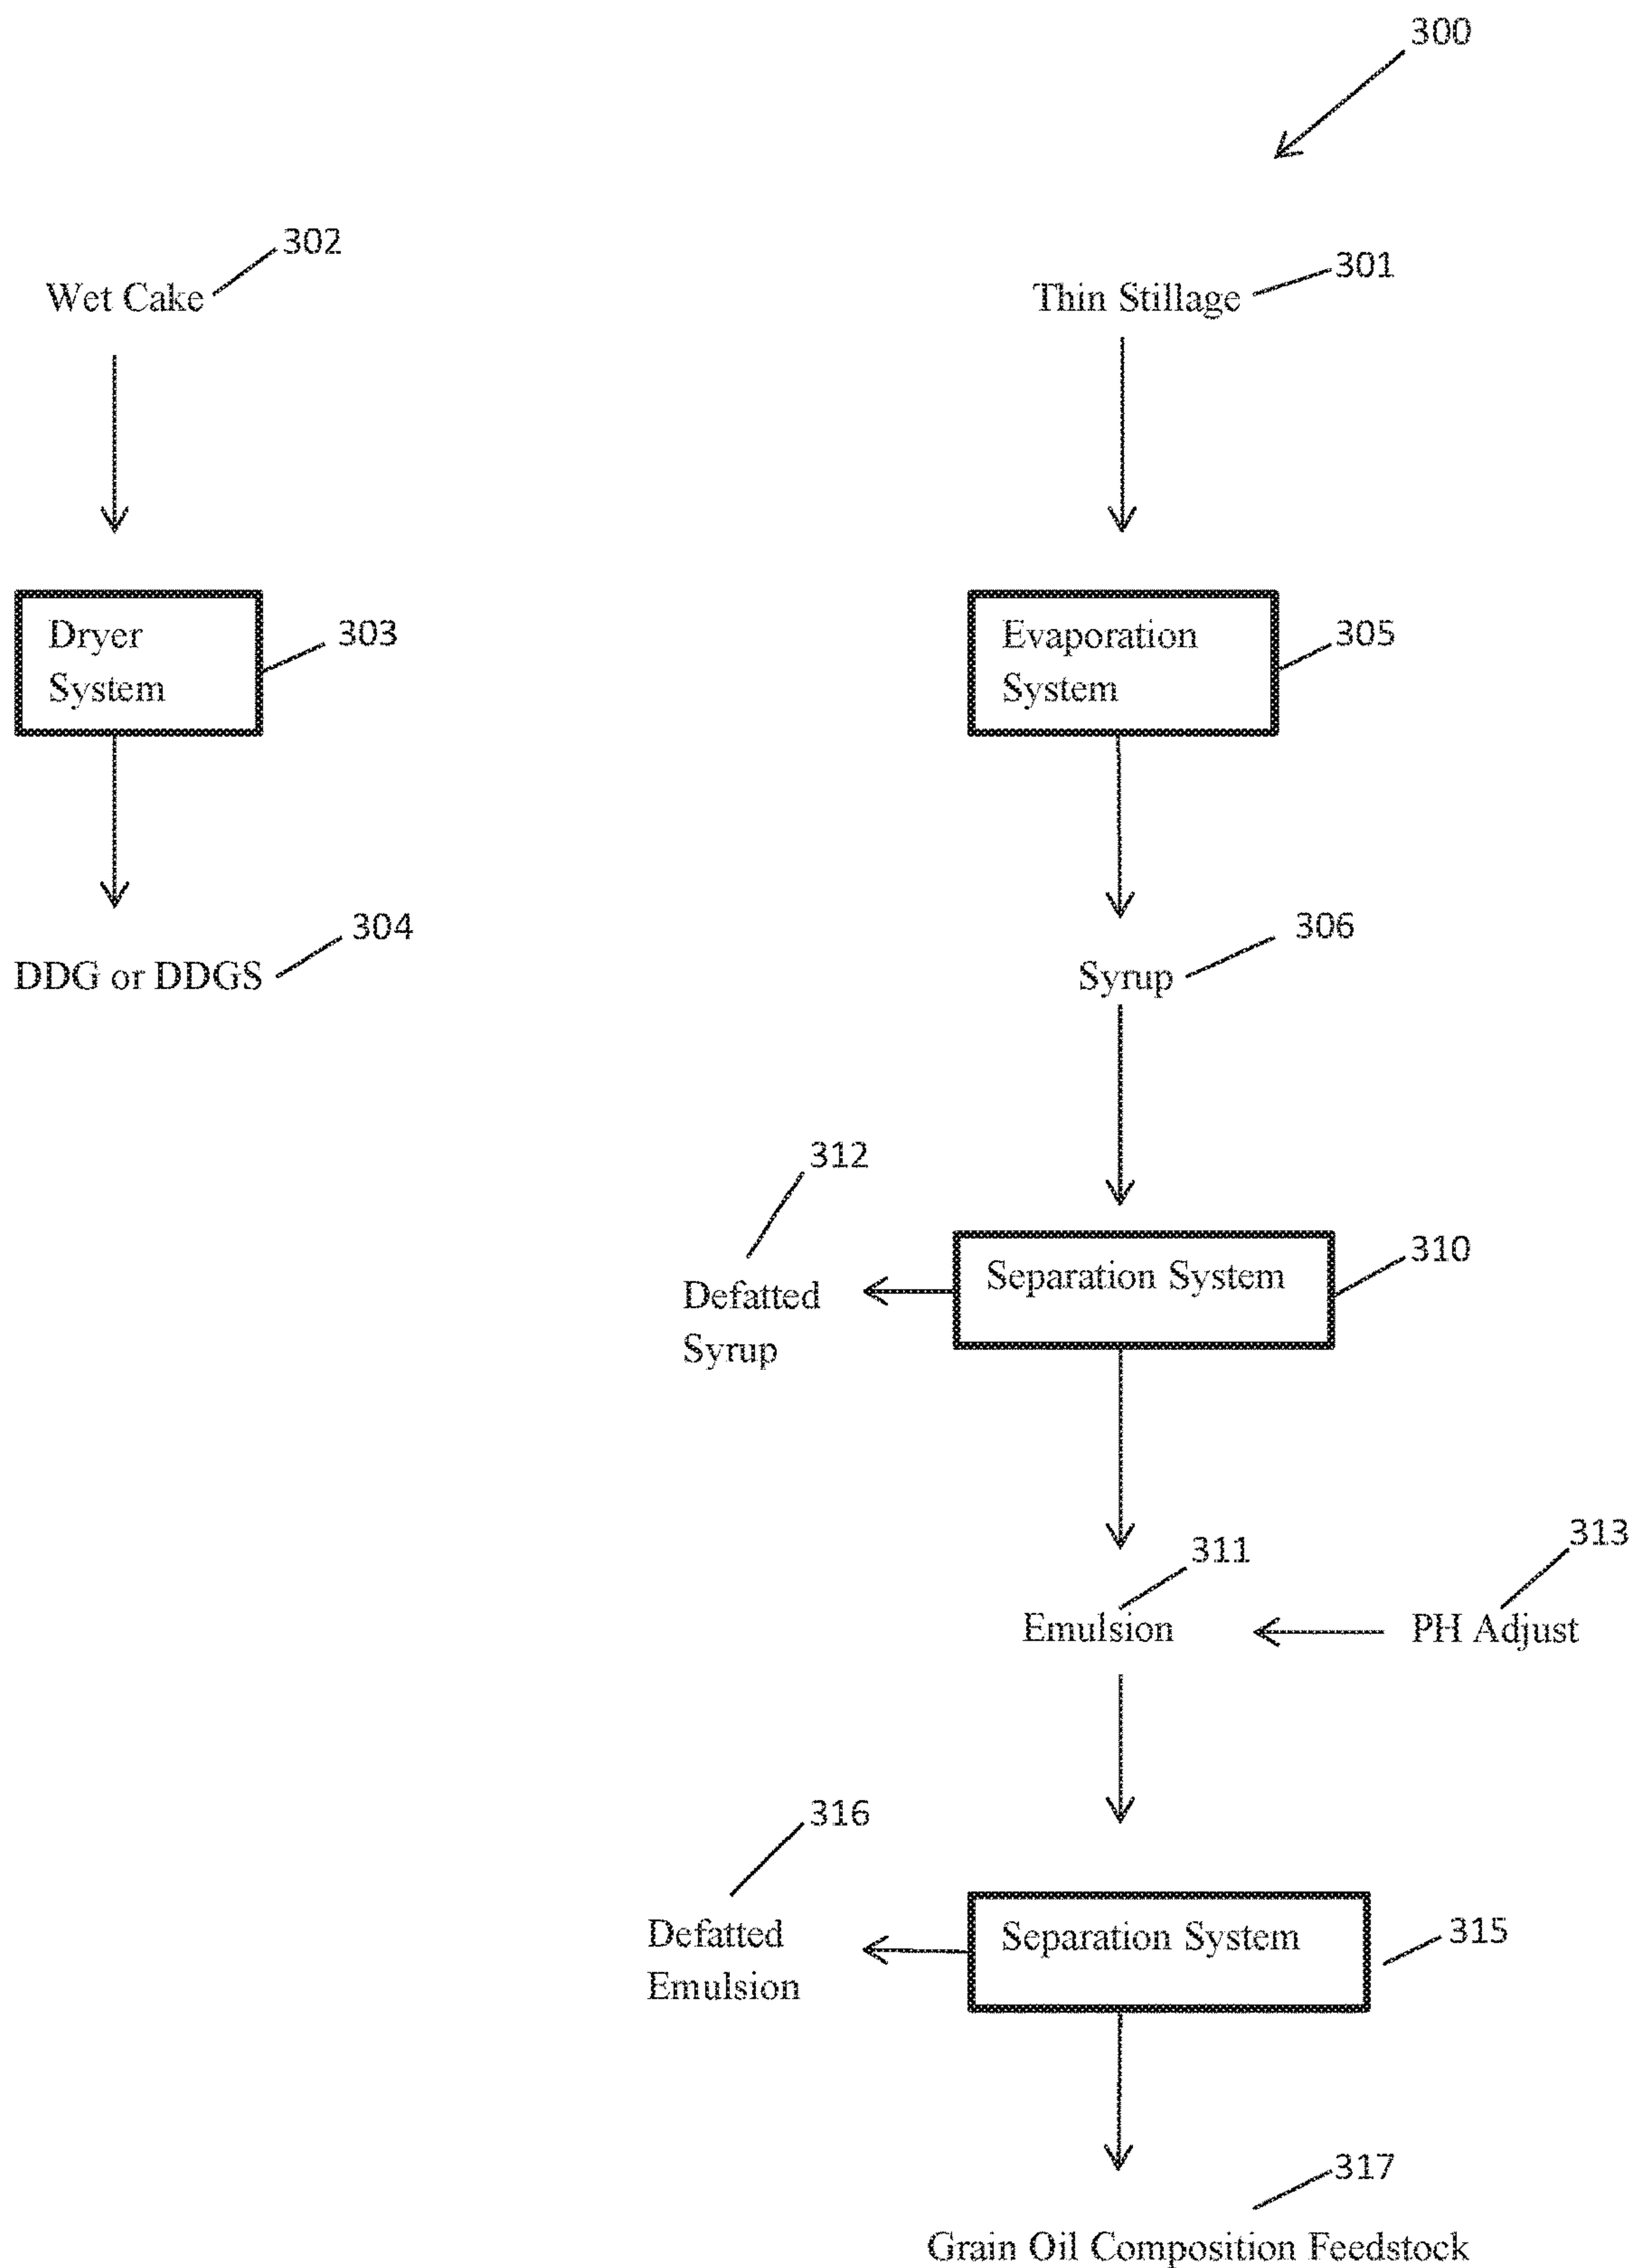 300
302
301
Wet Cake
Thin Stillage
Dryer
System
303
Evaporation
System
305
304
306
DDG or DDGS
Syrup
312
310
Separation System
Defatted
Syrup
313
311
Emulsion
PH Adjust
316
315
Separation System
Defatted
Emulsion
317
Grain Oil Composition Feedstock